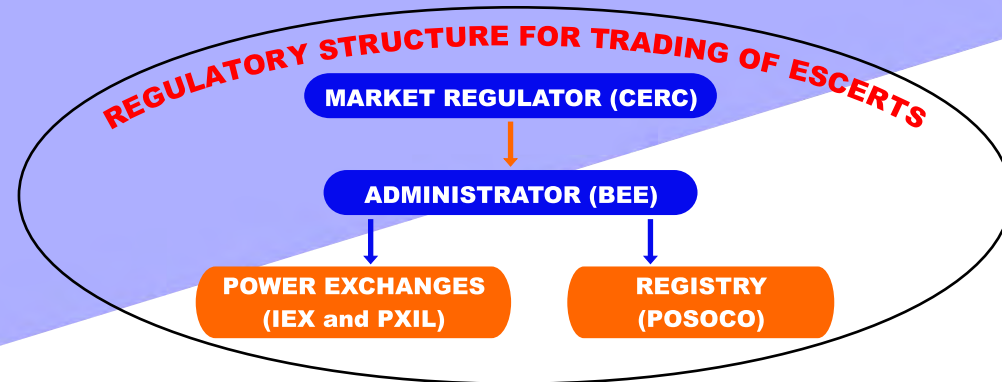 REGULATORY STRUCTURE FOR TRADING OF ESCERTS
MARKET REGULATOR (CERC)
ADMINISTRATOR (BEE)
POWER EXCHANGES
(IEX and PXIL)
REGISTRY
(POSOCO)